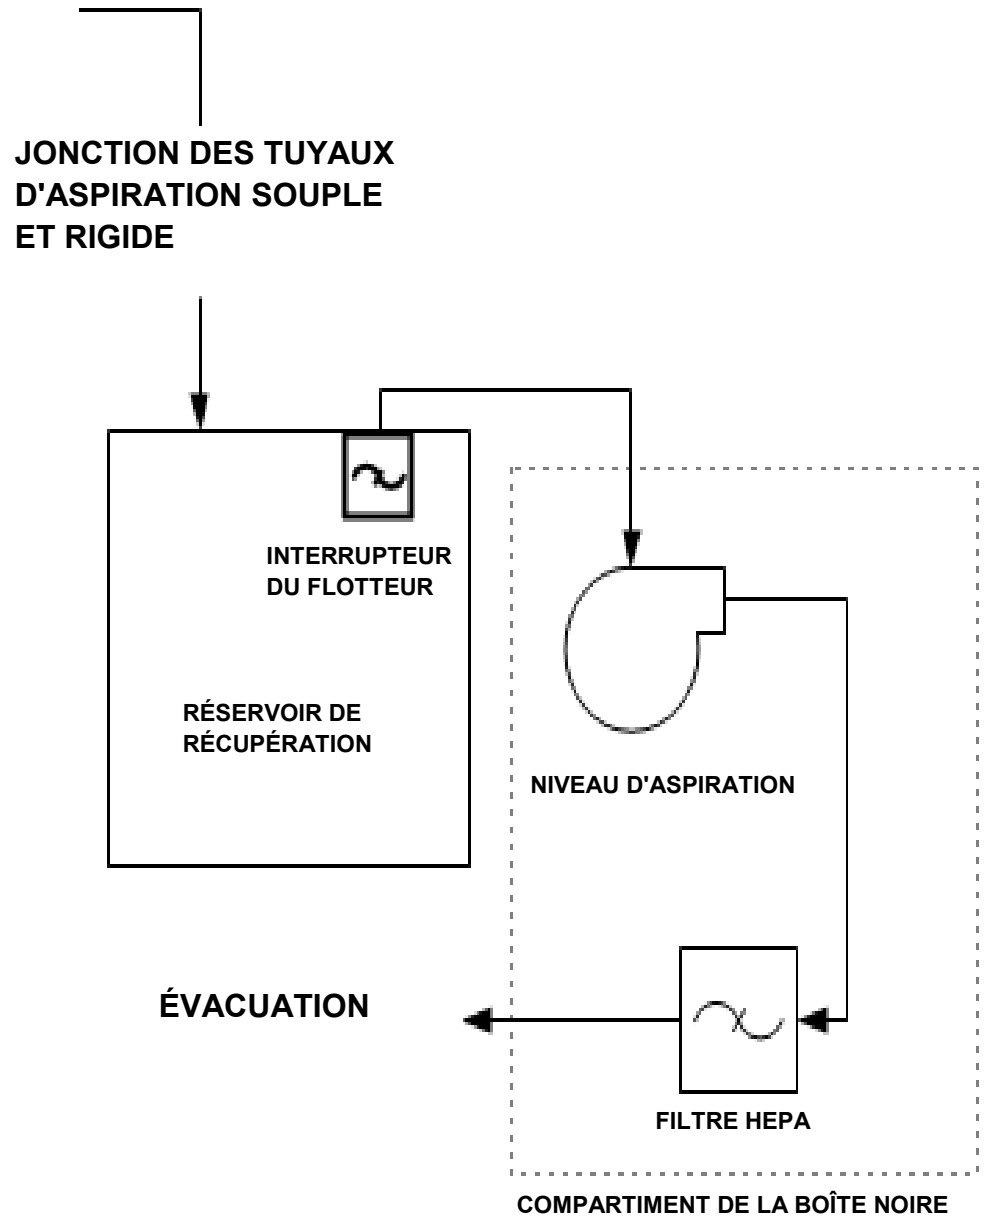 JONCTION DES TUYAUX
D'ASPIRATION SOUPLE
ET RIGIDE
INTERRUPTEUR
DU FLOTTEUR
RÉSERVOIR DE
RÉCUPÉRATION
NIVEAU D'ASPIRATION
ÉVACUATION
FILTRE HEPA
COMPARTIMENT DE LA BOÎTE NOIRE